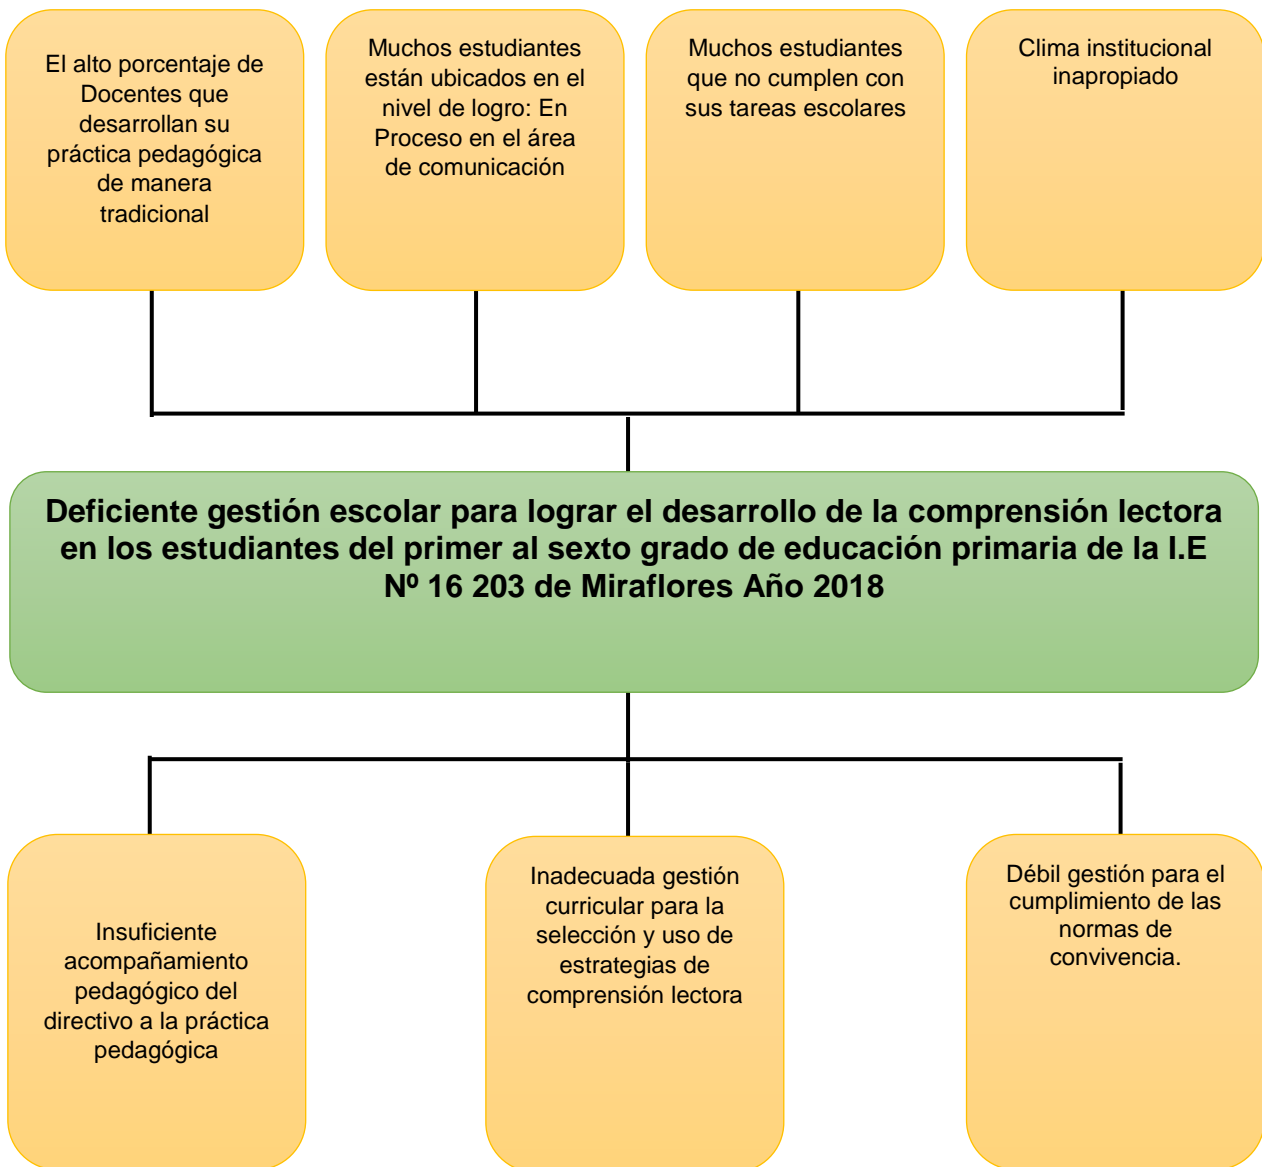 El alto porcentaje de
Docentes que
desarrollan su
práctica pedagógica
de manera
tradicional
Muchos estudiantes
están ubicados en el
nivel de logro: En
Proceso en el área
de comunicación
Muchos estudiantes
que no cumplen con
sus tareas escolares
Clima institucional
inapropiado
Deficiente gestión escolar para lograr el desarrollo de la comprensión lectora
en los estudiantes del primer al sexto grado de educación primaria de la I.E
Nº 16 203 de Miraflores Año 2018
Insuficiente
acompañamiento
pedagógico del
directivo a la práctica
pedagógica
Inadecuada gestión
curricular para la
selección y uso de
estrategias de
comprensión lectora
Débil gestión para el
cumplimiento de las
normas de
convivencia.